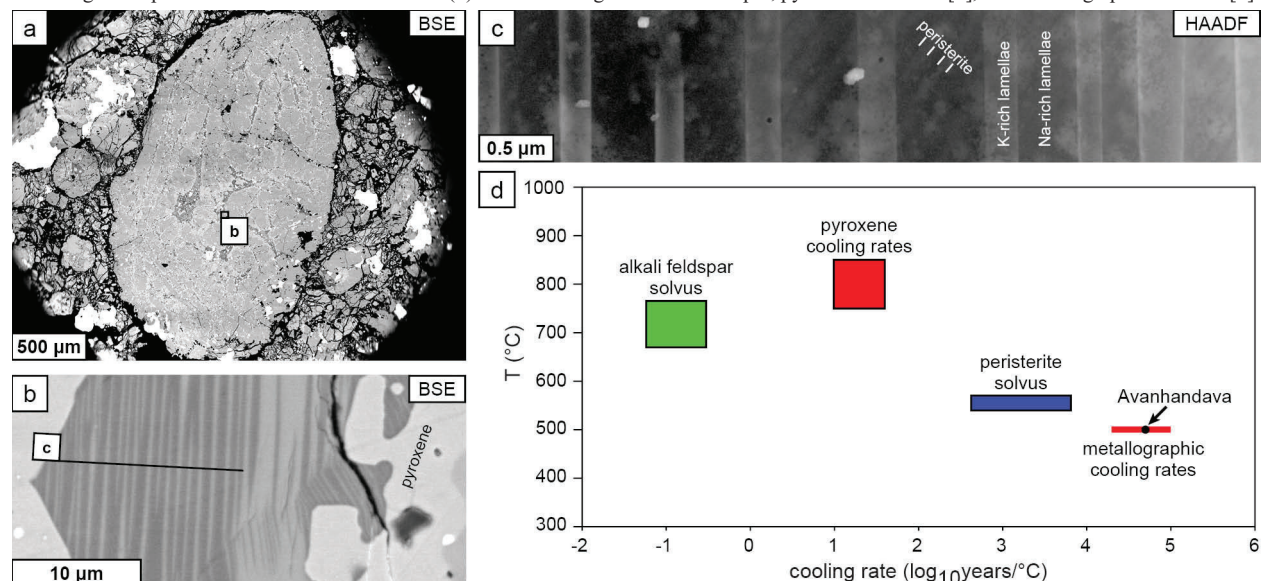 a
BSE
b
500 µm
b
BSE
c
pyroxene
10 µm
c
HAADF
peristerite
K-rich lamellae
Na-rich lamellae
0.5 µm
d
1000
900
800
700
600
500
400
300
T (°C)
alkali feldspar
solvus
pyroxene
cooling rates
peristerite
solvus
Avanhandava
metallographic
cooling rates
-2 -1 0 1 2 3 4 5 6
cooling rate (log10years/°C)